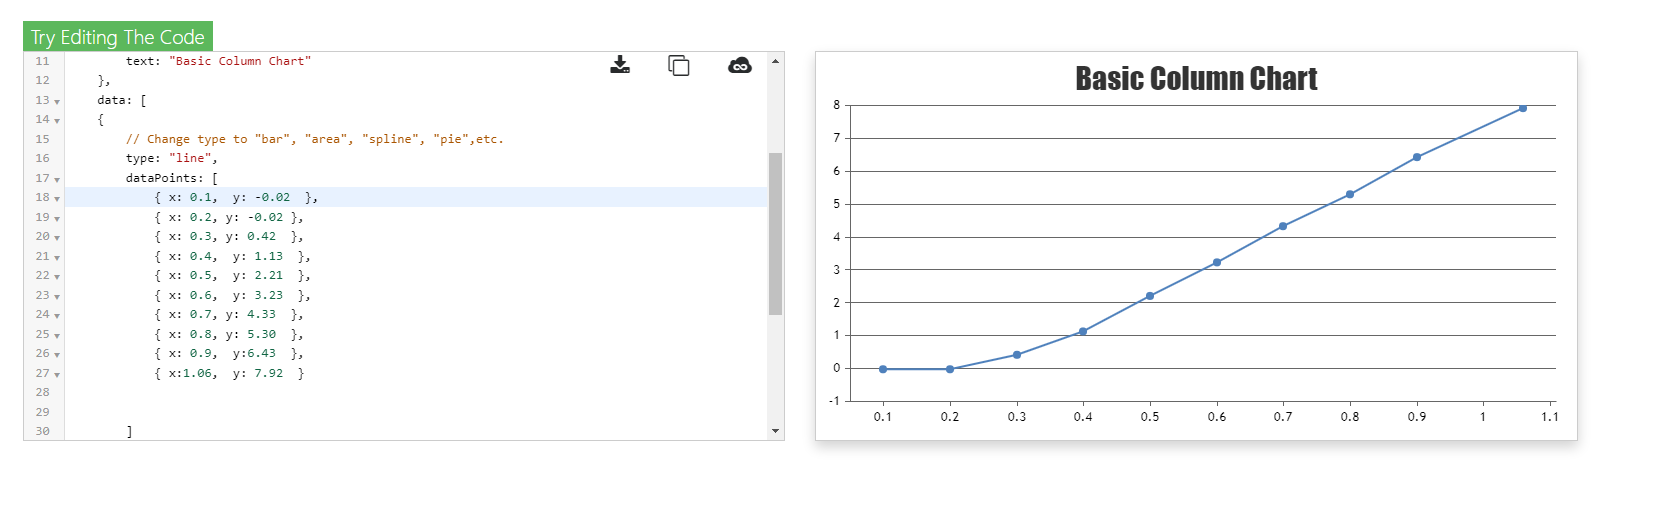 Try Editing The Code
11 text: "Basic Column Chart"
12 },
13 data: [
14 {
15 // Change type to "bar", "area", "spline", "pie",etc.
16 type: "line",
17 dataPoints: [
18 { x: 0.1,  y: -0.02  },
19 { x: 0.2, y: -0.02 },
20 { x: 0.3, y: 0.42  },
21 { x: 0.4,  y: 1.13  },
22 { x: 0.5,  y: 2.21  },
23 { x: 0.6,  y: 3.23  },
24 { x: 0.7, y: 4.33  },
25 { x: 0.8, y: 5.30  },
26 { x: 0.9,  y:6.43  },
27 { x:1.06,  y: 7.92  }
28
29
30 ]
Basic Column Chart
8
7
6
5
4
3
2
1
0
-1
0.1 0.2 0.3 0.4 0.5 0.6 0.7 0.8 0.9 1 1.1